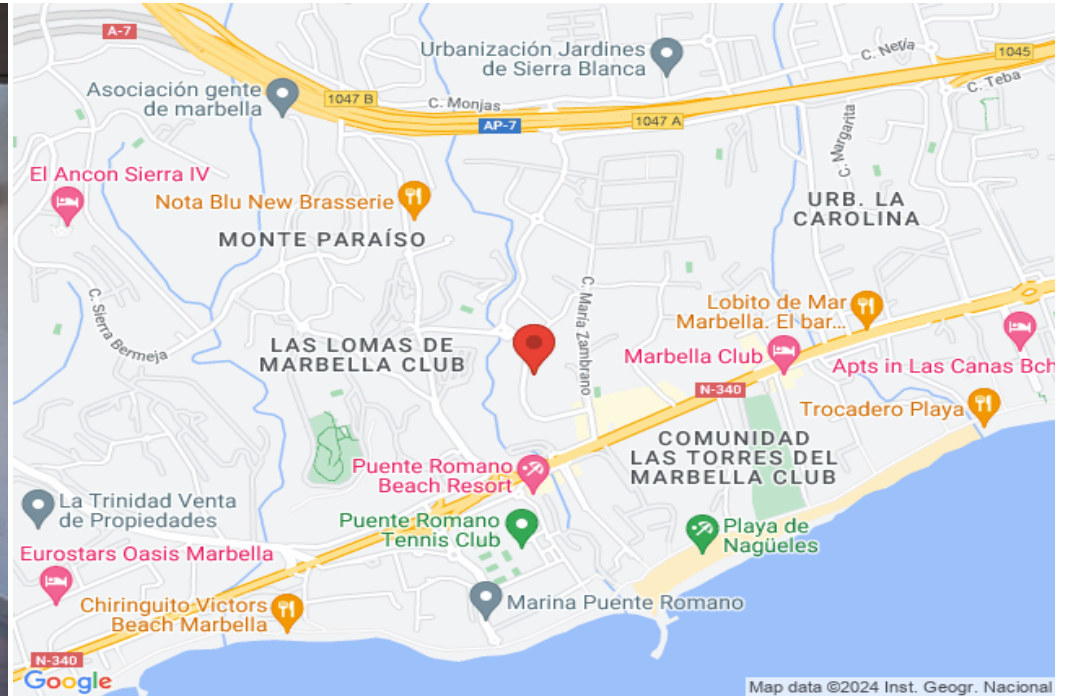 A-7
Urbanización Jardines
de Sierra Blanca
C. Nerja
1045
C. Teba
Asociación gente
de marbella
1047 B
C. Monjas
AP-7
1047 A
C. Margarita
El Ancon Sierra IV
Nota Blu New Brasserie
URB. LA
CAROLINA
MONTE PARAÍSO
C. Sierra Bermeja
C. María Zambrano
Lobito de Mar
Marbella. El bar...
LAS LOMAS DE
MARBELLA CLUB
Marbella Club
Apts in Las Canas Bch
N-340
Trocadero Playa
COMUNIDAD
LAS TORRES DEL
MARBELLA CLUB
Puente Romano
Beach Resort
La Trinidad Venta
de Propiedades
Puente Romano
Tennis Club
Playa de
Nagüeles
Eurostars Oasis Marbella
Chiringuito Victors
Beach Marbella
Marina Puente Romano
N-340
Google
Map data ©2024 Inst. Geogr. Nacional